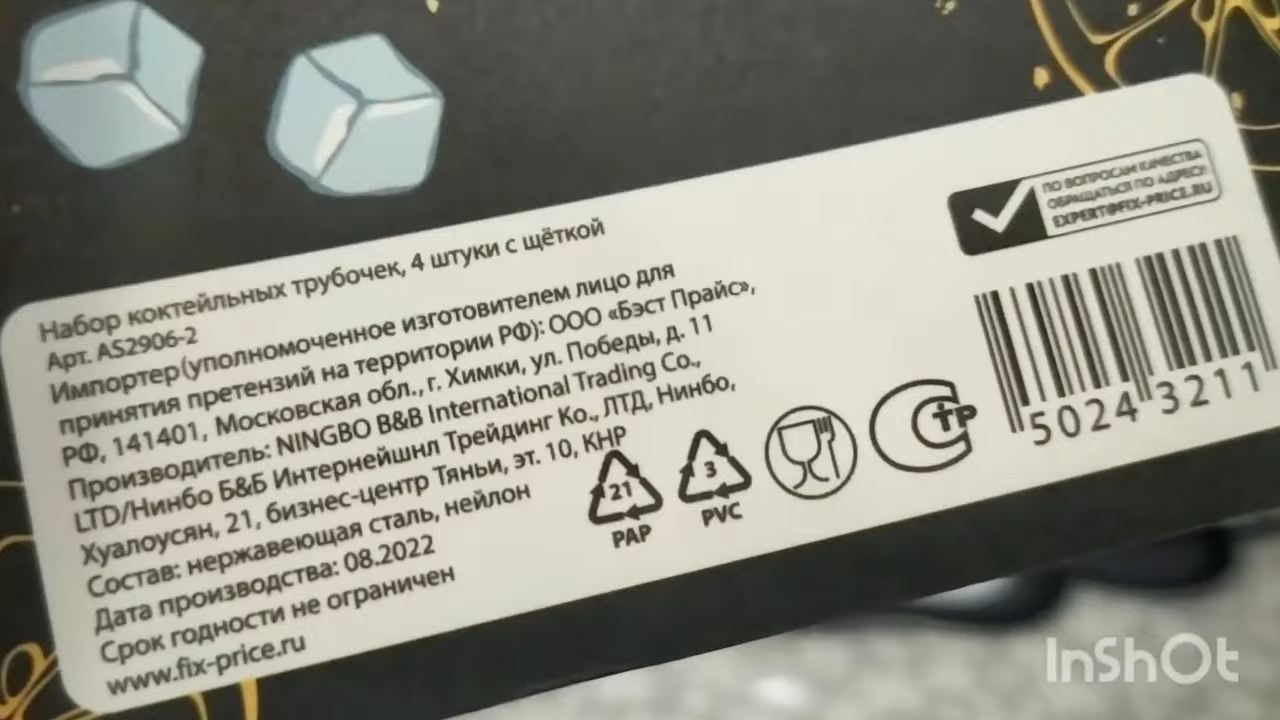 Набор коктейльных трубочек, 4 штуки с щёткой
Арт. AS2906-2
Импортер(уполномоченное изготовителем лицо для
принятия претензий на территории РФ): ООО «Бэст Прайс»,
РФ, 141401, Московская обл., г. Химки, ул. Победы, д. 11
Производитель: NINGBO B&B International Trading Co.,
LTD/Нинбо Б&Б Интернейшнл Трейдинг Ко., ЛТД, Нинбо,
Хуалоусян, 21, бизнес-центр Тяньи, эт. 10, КНР
Состав: нержавеющая сталь, нейлон
Дата производства: 08.2022
Срок годности не ограничен
www.fix-price.ru
21
PAP
3
PVC
СТР
ПО ВОПРОСАМ КАЧЕСТВА
ОБРАЩАТЬСЯ ПО АДРЕСУ:
EXPERT@FIX-PRICE.RU
5024 3211
InShOt